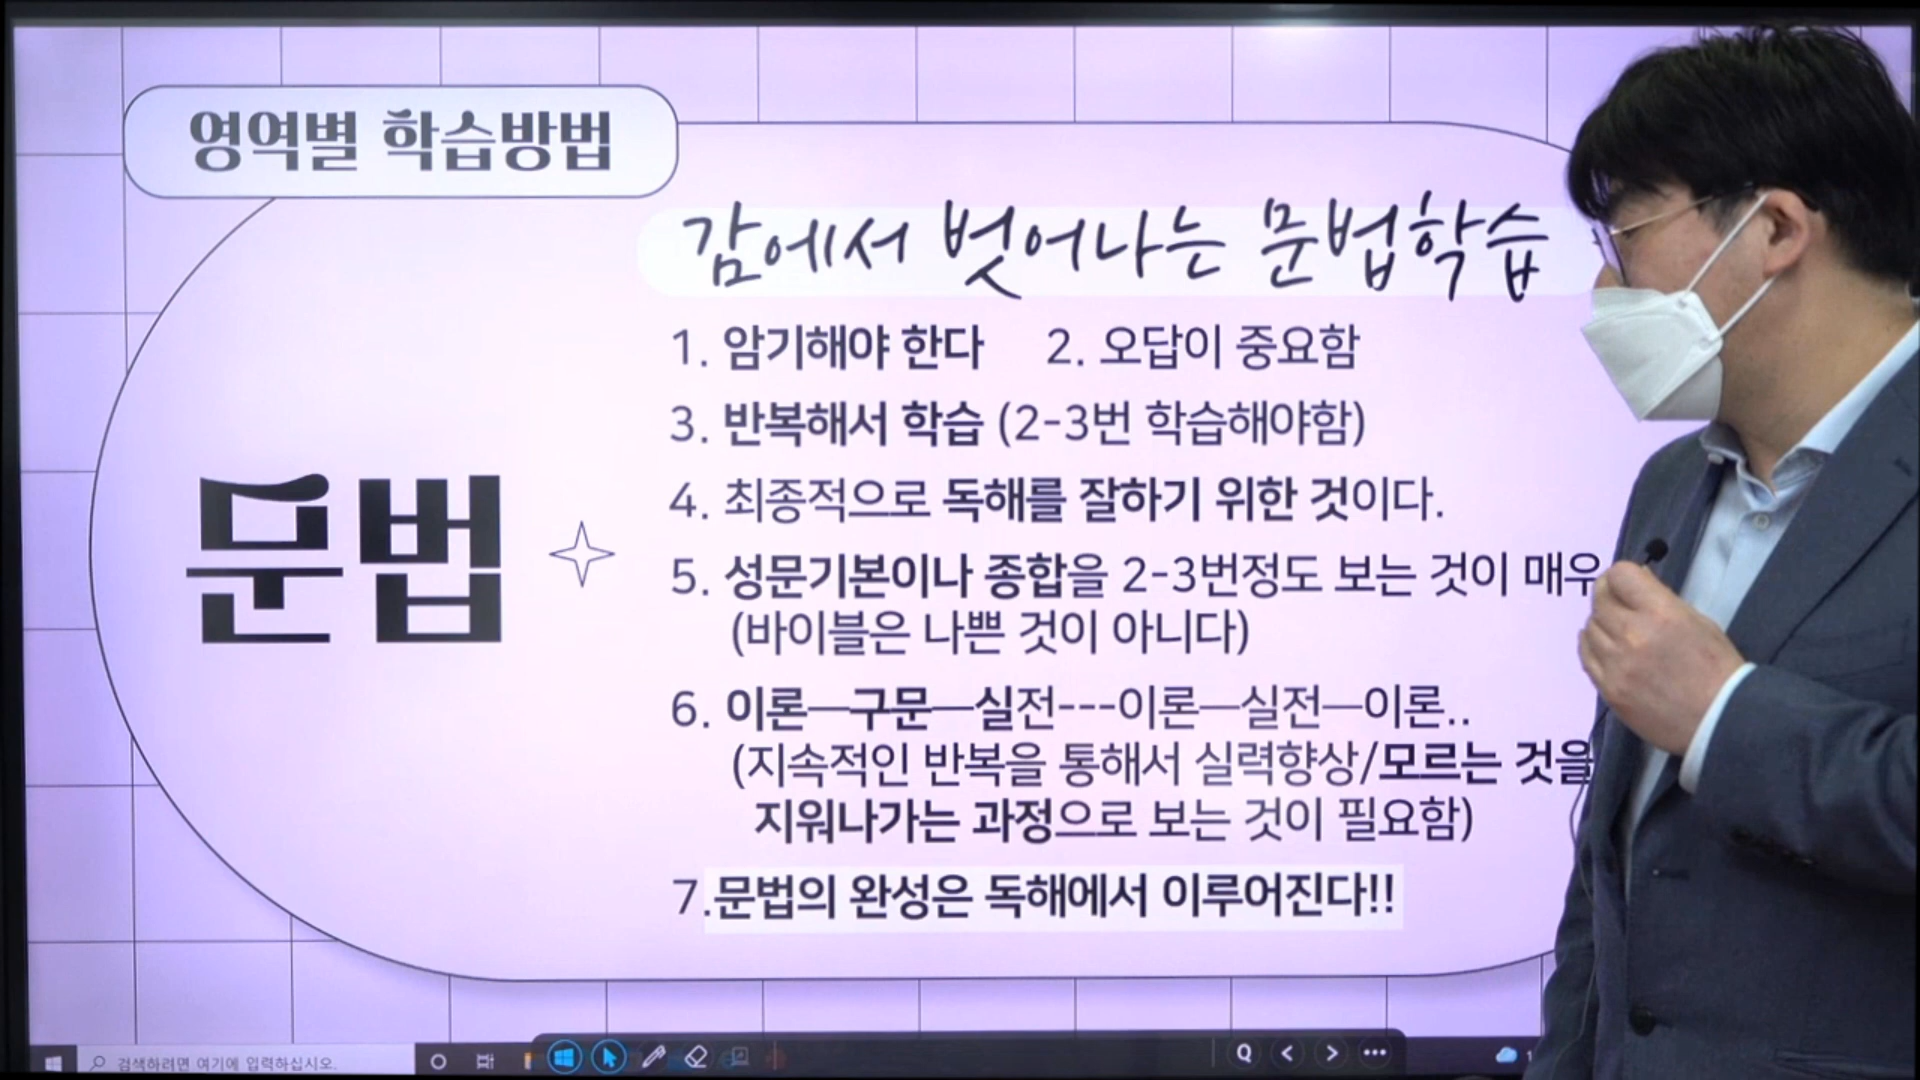 영역별 학습방법
감에서 벗어나는 문법학습
문법
1. 암기해야 한다 2. 오답이 중요함
3. 반복해서 학습 (2-3번 학습해야함)
4. 최종적으로 독해를 잘하기 위한 것이다.
5. 성문기본이나 종합을 2-3번정도 보는 것이 매우
(바이블은 나쁜 것이 아니다)
6. 이론—구문—실전---이론—실전—이론..
(지속적인 반복을 통해서 실력향상/모르는 것을
지워나가는 과정으로 보는 것이 필요함)
7.문법의 완성은 독해에서 이루어진다!!
검색하려면 여기에 입력하십시오.